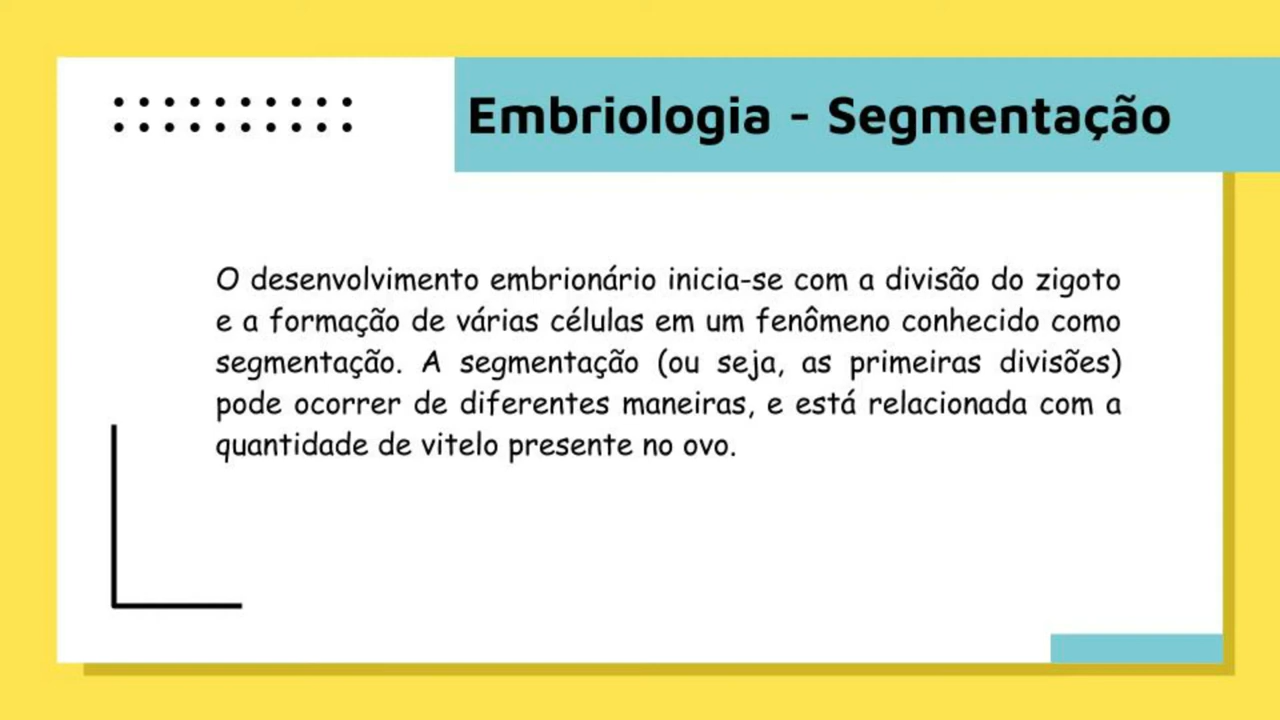 Embriologia - Segmentação
O desenvolvimento embrionário inicia-se com a divisão do zigoto
e a formação de várias células em um fenômeno conhecido como
segmentação. A segmentação (ou seja, as primeiras divisões)
pode ocorrer de diferentes maneiras, e está relacionada com a
quantidade de vitelo presente no ovo.